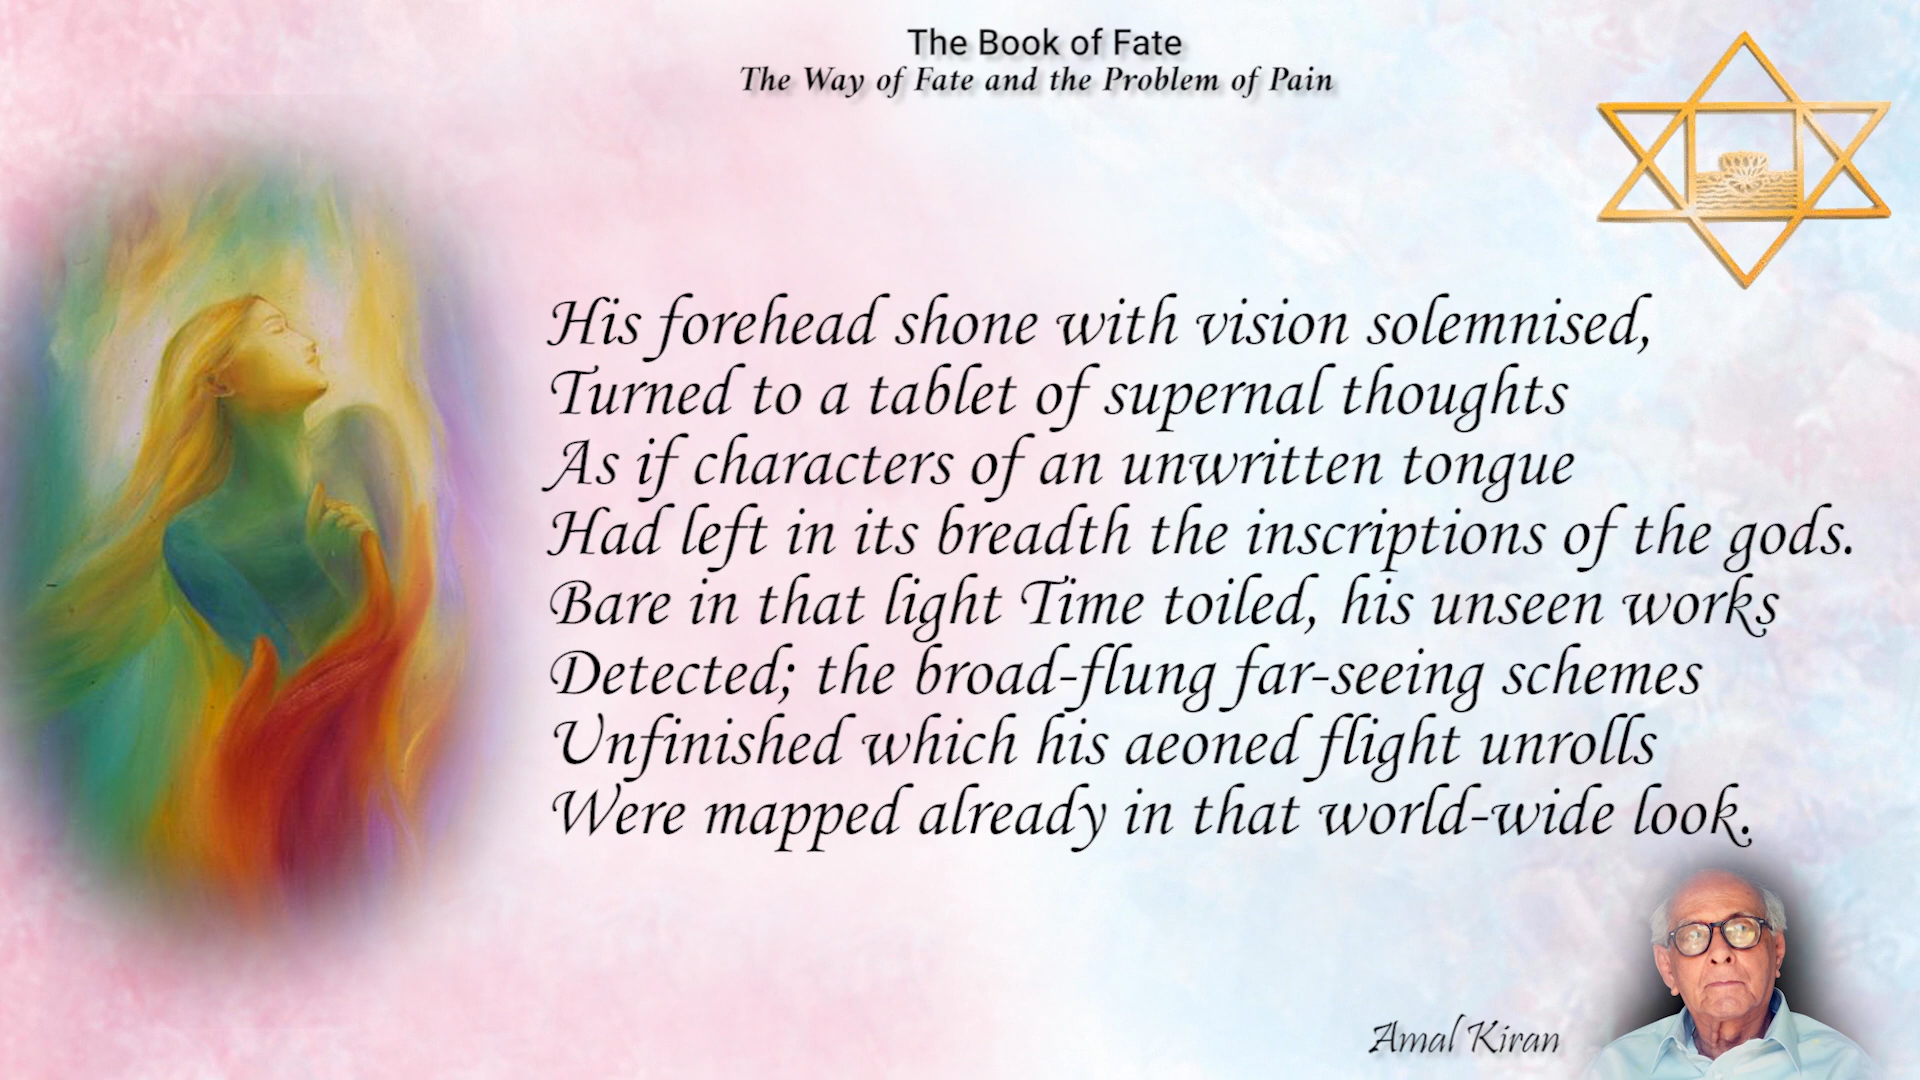 The Book of Fate
The Way of Fate and the Problem of Pain
His forehead shone with vision solemnised,
Turned to a tablet of supernal thoughts
As if characters of an unwritten tongue
Had left in its breadth the inscriptions of the gods.
Bare in that light Time toiled, his unseen works
Detected; the broad-flung far-seeing schemes
Unfinished which his aeoned flight unrolls
Were mapped already in that world-wide look.
Amal Kiran